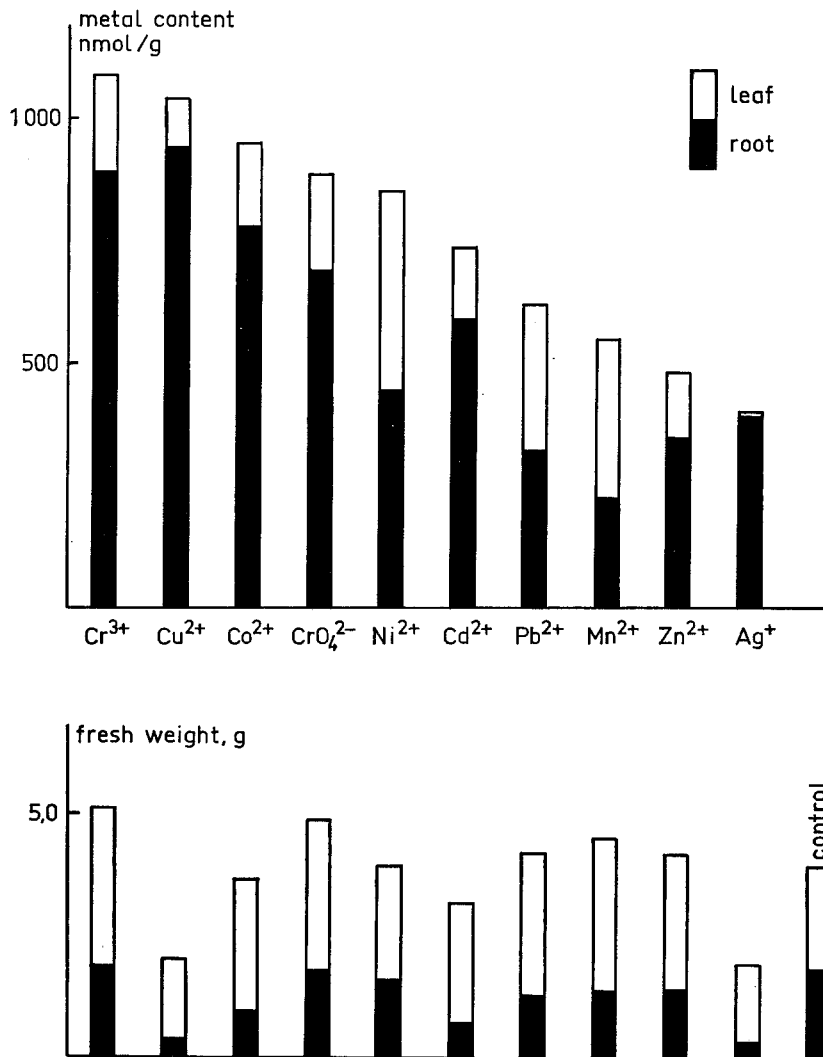 metal content
nmol/g
leaf
root
1000
500
Cr³⁺ Cu²⁺ Co²⁺ CrO₄²⁻ Ni²⁺ Cd²⁺ Pb²⁺ Mn²⁺ Zn²⁺ Ag⁺
fresh weight, g
5,0
control